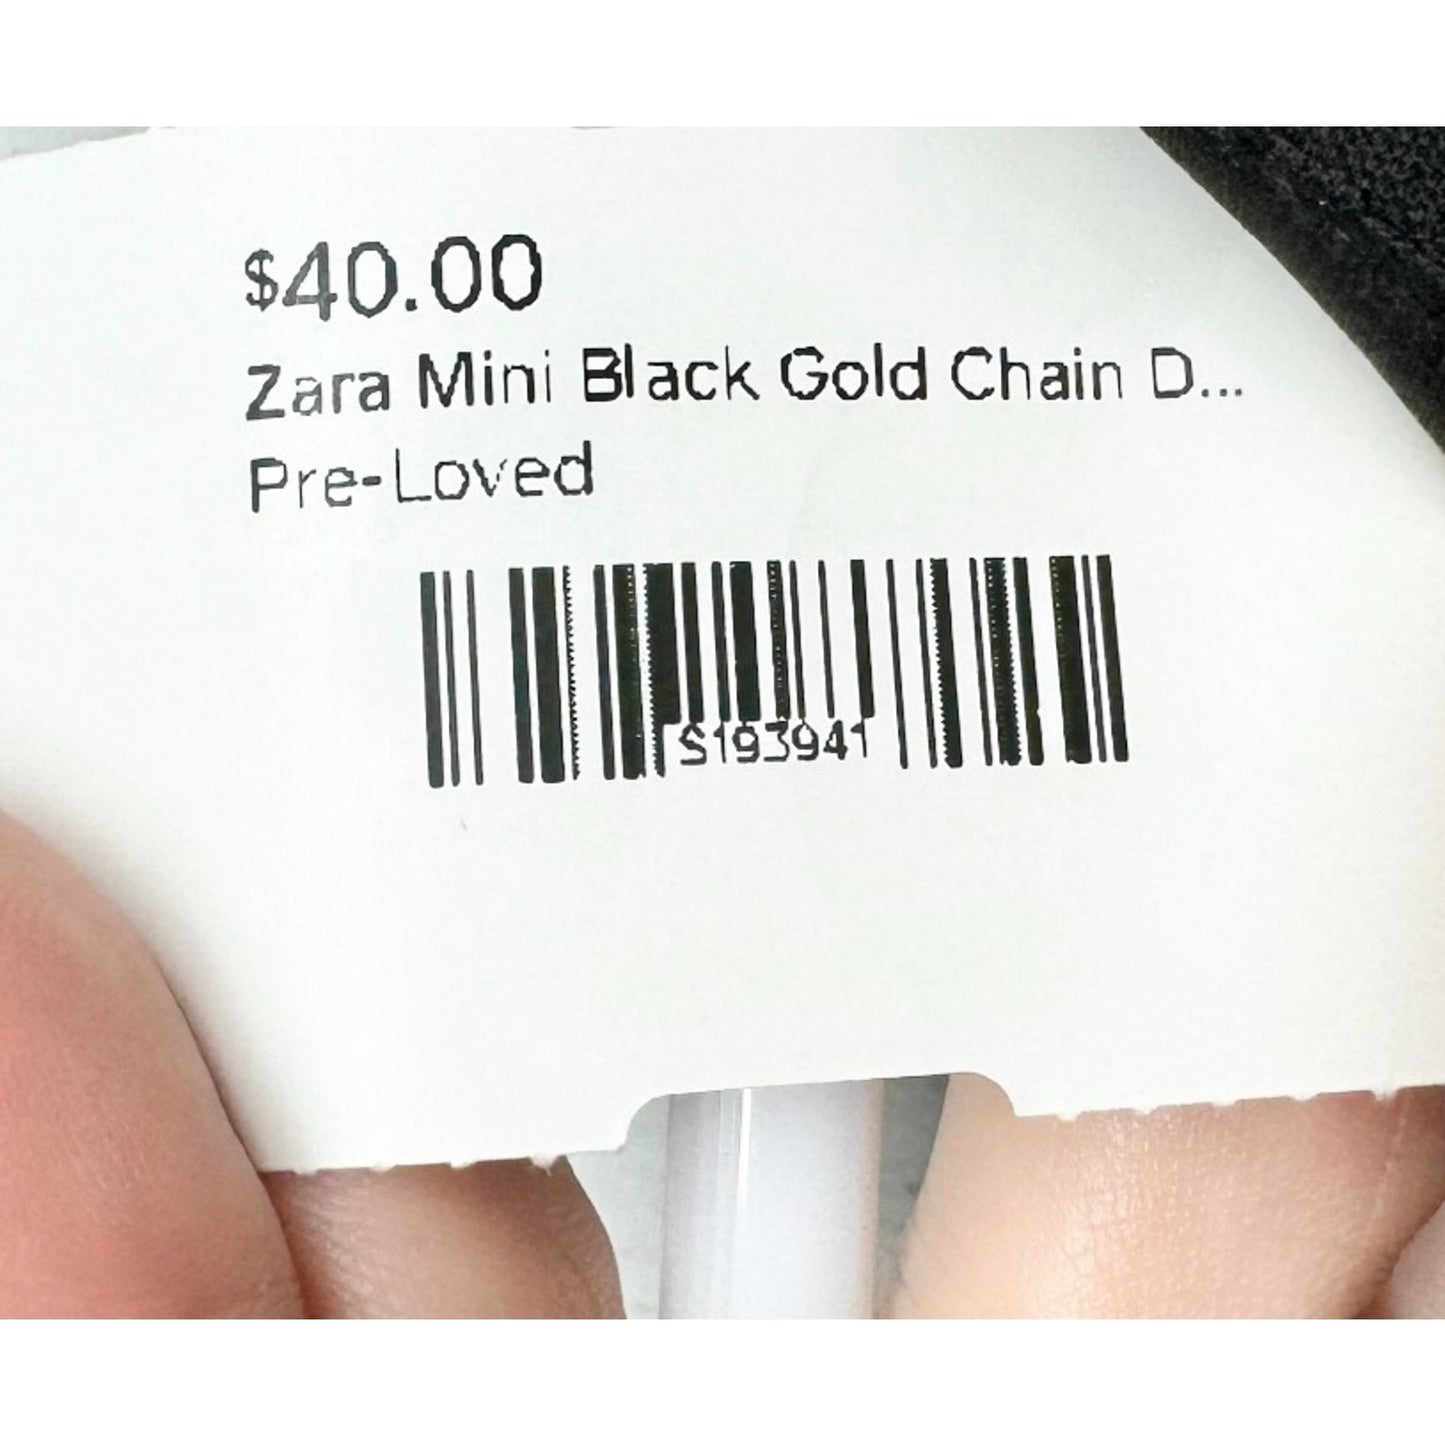 $40.00
Zara Mini Black Gold Chain D...
Pre-Loved
S193941